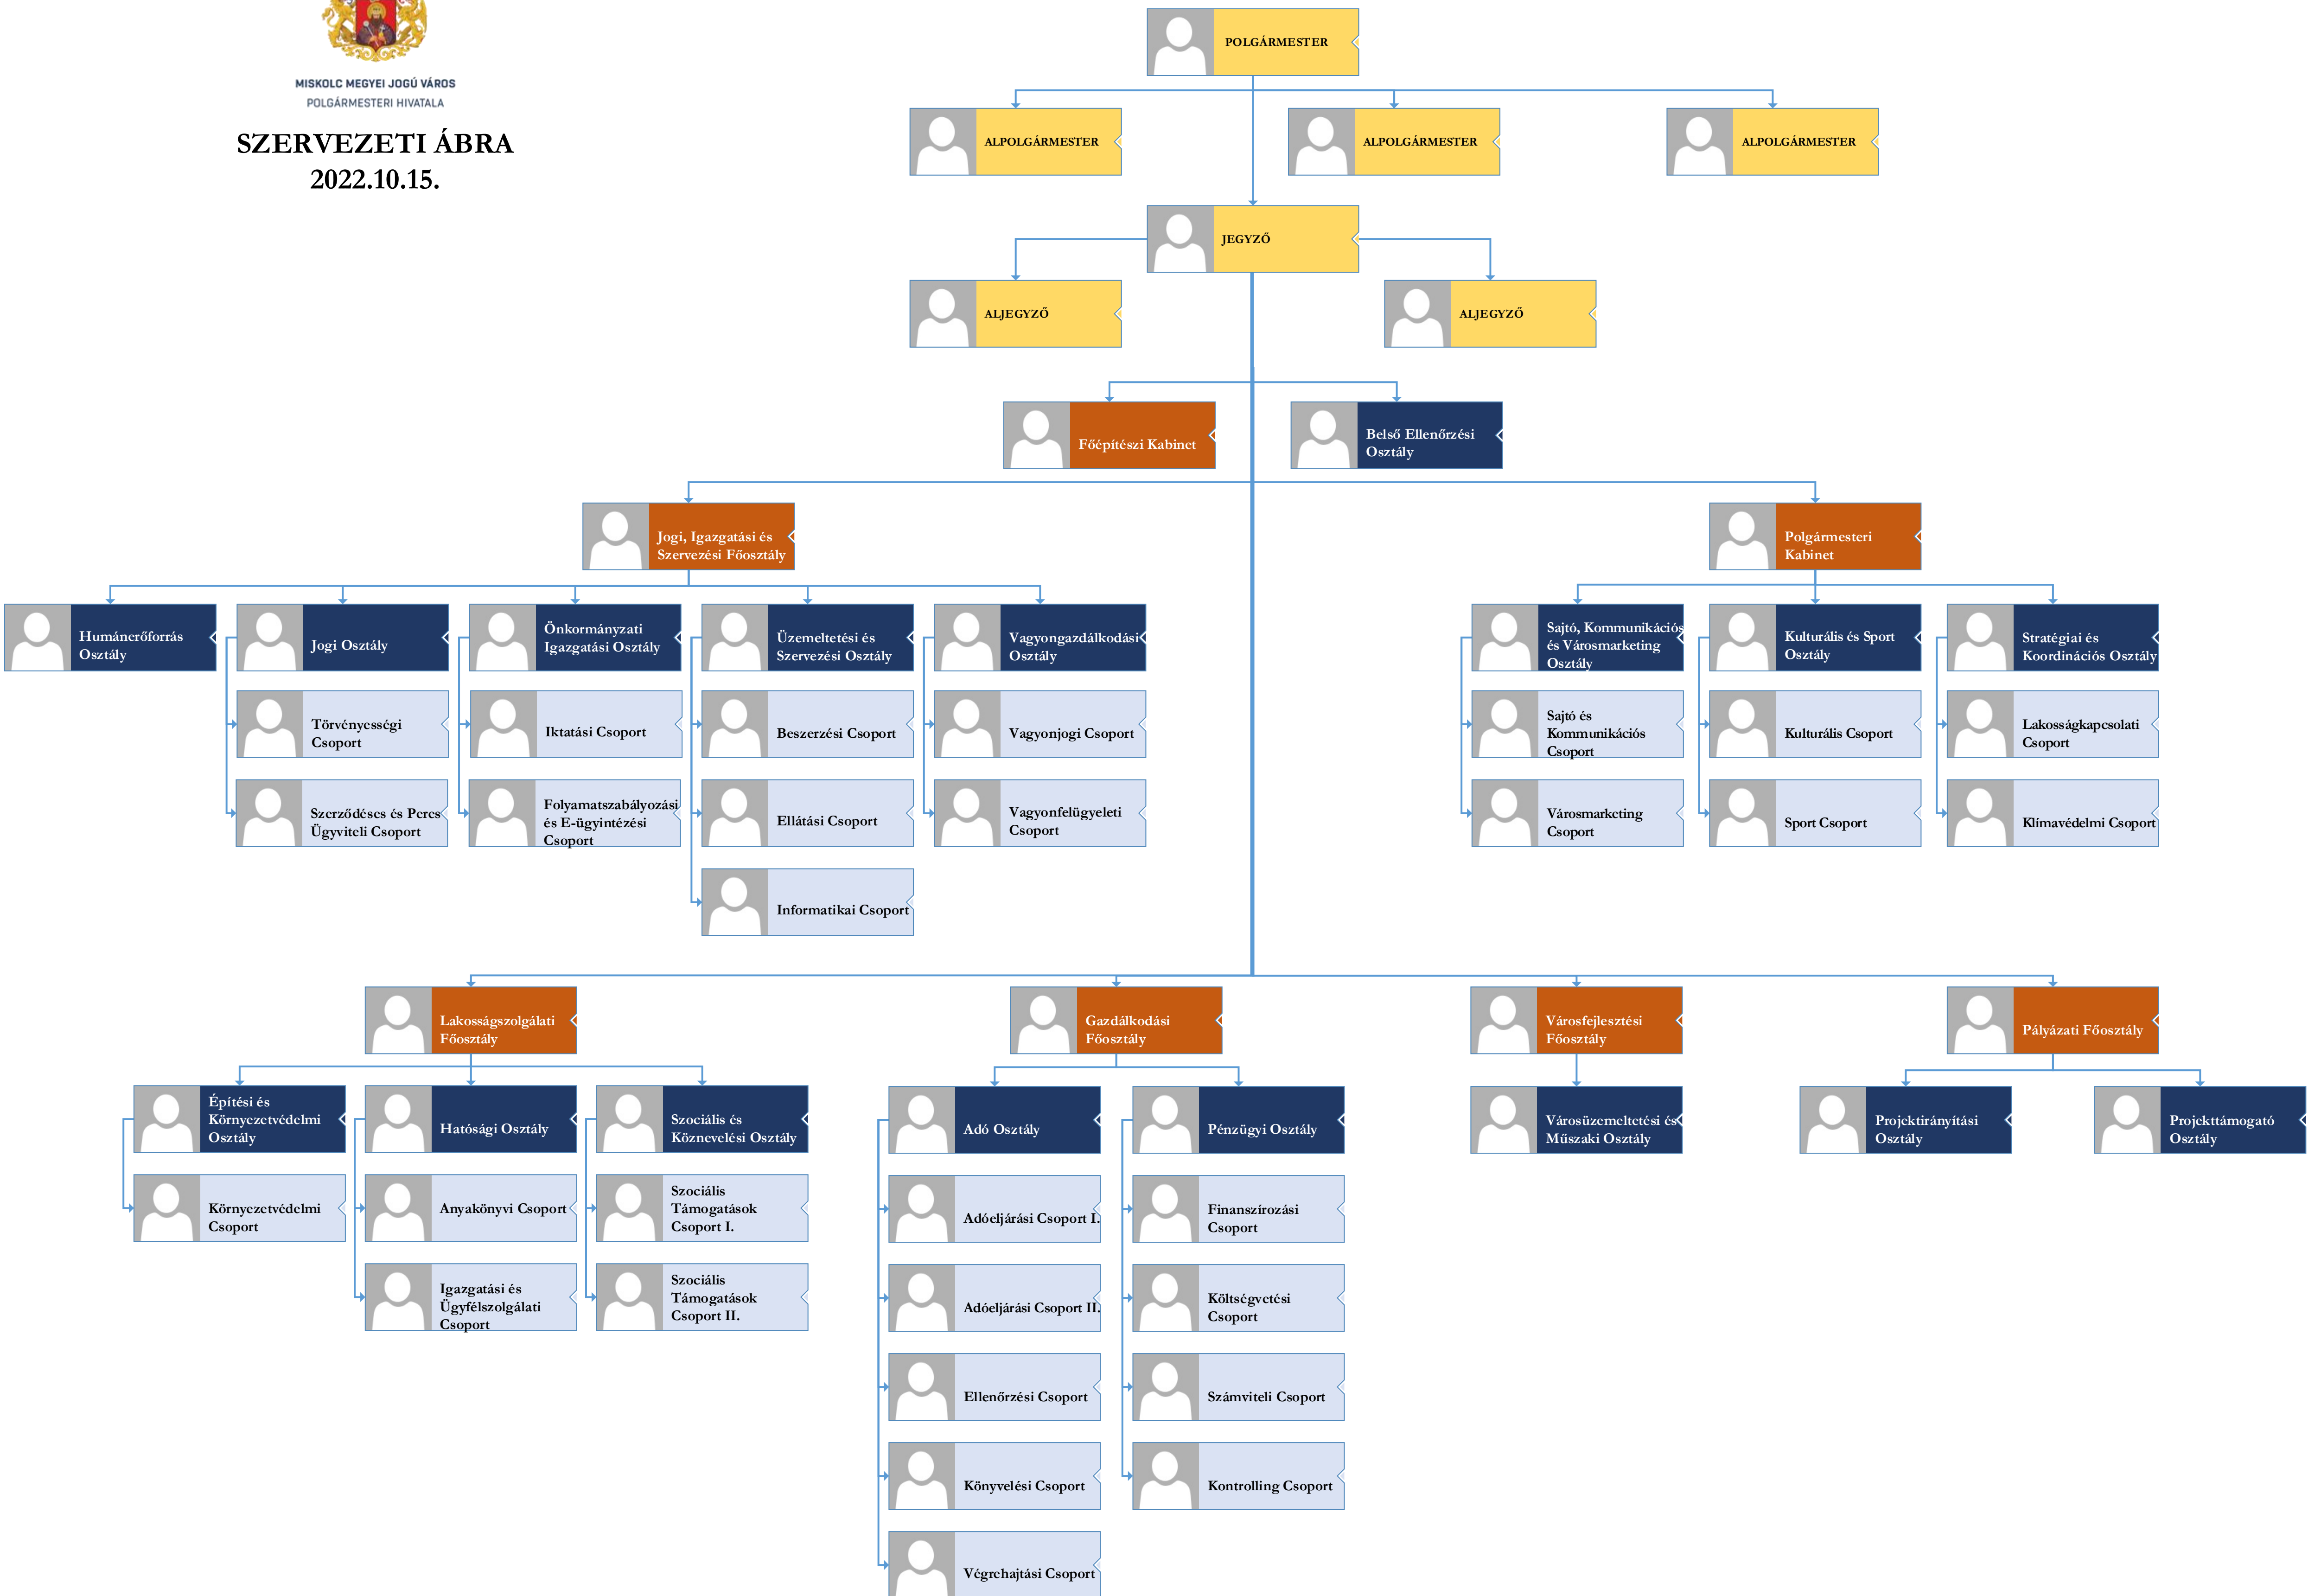 MISKOLC MEGYEI JOGÚ VÁROS
POLGÁRMESTERI HIVATALA
SZERVEZETI ÁBRA
2022.10.15.
POLGÁRMESTER
ALPOLGÁRMESTER
ALPOLGÁRMESTER
ALPOLGÁRMESTER
JEGYZŐ
ALJEGYZŐ
ALJEGYZŐ
Főépítészi Kabinet
Belső Ellenőrzési
Osztály
Jogi, Igazgatási és
Szervezési Főosztály
Polgármesteri
Kabinet
Humánerőforrás
Osztály
Jogi Osztály
Önkormányzati
Igazgatási Osztály
Üzemeltetési és
Szervezési Osztály
Vagyongazdálkodási
Osztály
Sajtó, Kommunikációs
és Városmarketing
Osztály
Kulturális és Sport
Osztály
Stratégiai és
Koordinációs Osztály
Törvényességi
Csoport
Iktatási Csoport
Beszerzési Csoport
Vagyonjogi Csoport
Sajtó és
Kommunikációs
Csoport
Kulturális Csoport
Lakosságkapcsolati
Csoport
Szerződéses és Peres
Ügyviteli Csoport
Folyamatszabályozási
és E-ügyintézési
Csoport
Ellátási Csoport
Vagyonfelügyeleti
Csoport
Városmarketing
Csoport
Sport Csoport
Klímavédelmi Csoport
Informatikai Csoport
Lakosságszolgálati
Főosztály
Gazdálkodási
Főosztály
Városfejlesztési
Főosztály
Pályázati Főosztály
Építési és
Környezetvédelmi
Osztály
Hatósági Osztály
Szociális és
Köznevelési Osztály
Adó Osztály
Pénzügyi Osztály
Városüzemeltetési és
Műszaki Osztály
Projektirányítási
Osztály
Projekttámogató
Osztály
Környezetvédelmi
Csoport
Anyakönyvi Csoport
Szociális
Támogatások
Csoport I.
Adóeljárási Csoport I.
Finanszírozási
Csoport
Igazgatási és
Ügyfélszolgálati
Csoport
Szociális
Támogatások
Csoport II.
Adóeljárási Csoport II.
Költségvetési
Csoport
Ellenőrzési Csoport
Számviteli Csoport
Könyvelési Csoport
Kontrolling Csoport
Végrehajtási Csoport